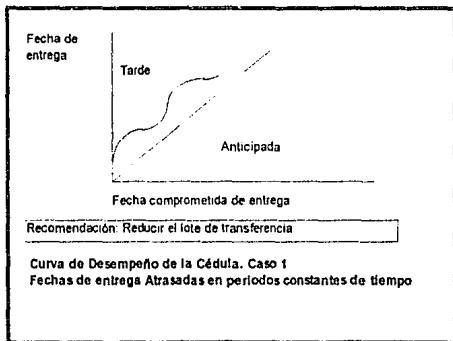 Fecha de
entrega
Tarde
Anticipada
Fecha comprometida de entrega
Recomendación: Reducir el lote de transferencia
Curva de Desempeño de la Cédula. Caso 1
Fechas de entrega Atrasadas en periodos constantes de tiempo